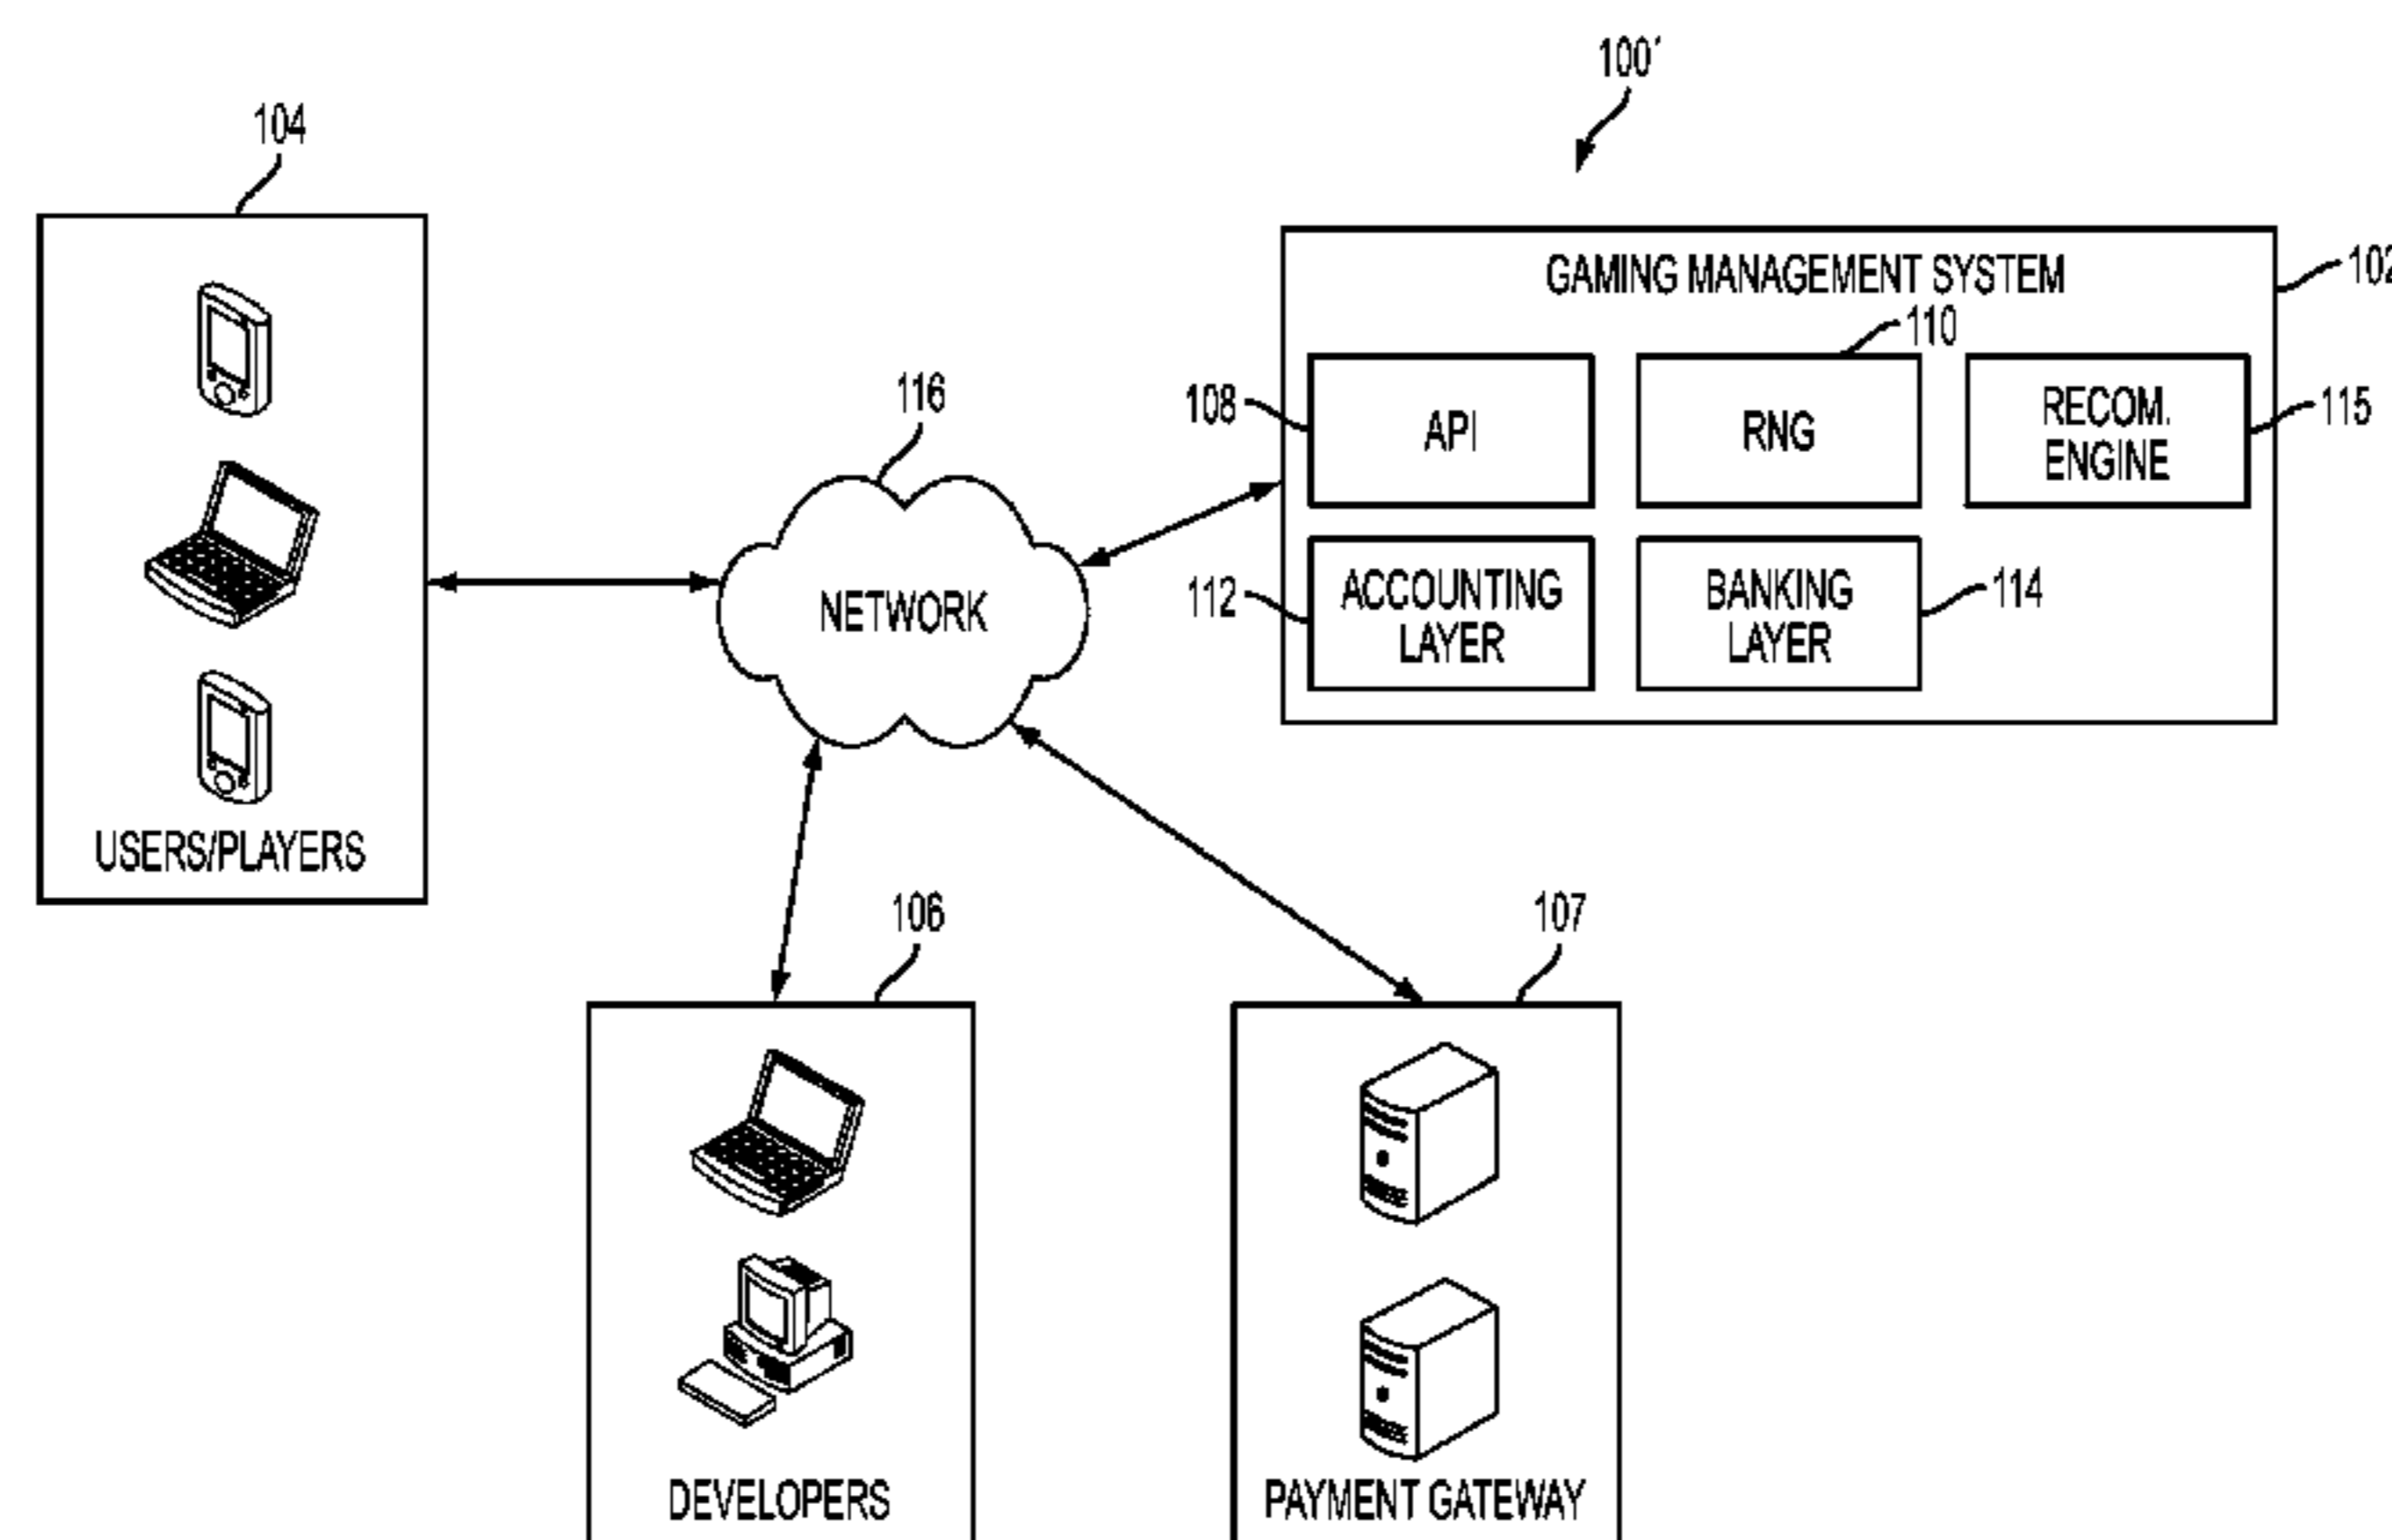 100´
104
GAMING MANAGEMENT SYSTEM
102
110
116
108
API
RNG
RECOM.
ENGINE
115
NETWORK
112
ACCOUNTING
LAYER
BANKING
LAYER
114
USERS/PLAYERS
106
107
DEVELOPERS
PAYMENT GATEWAY